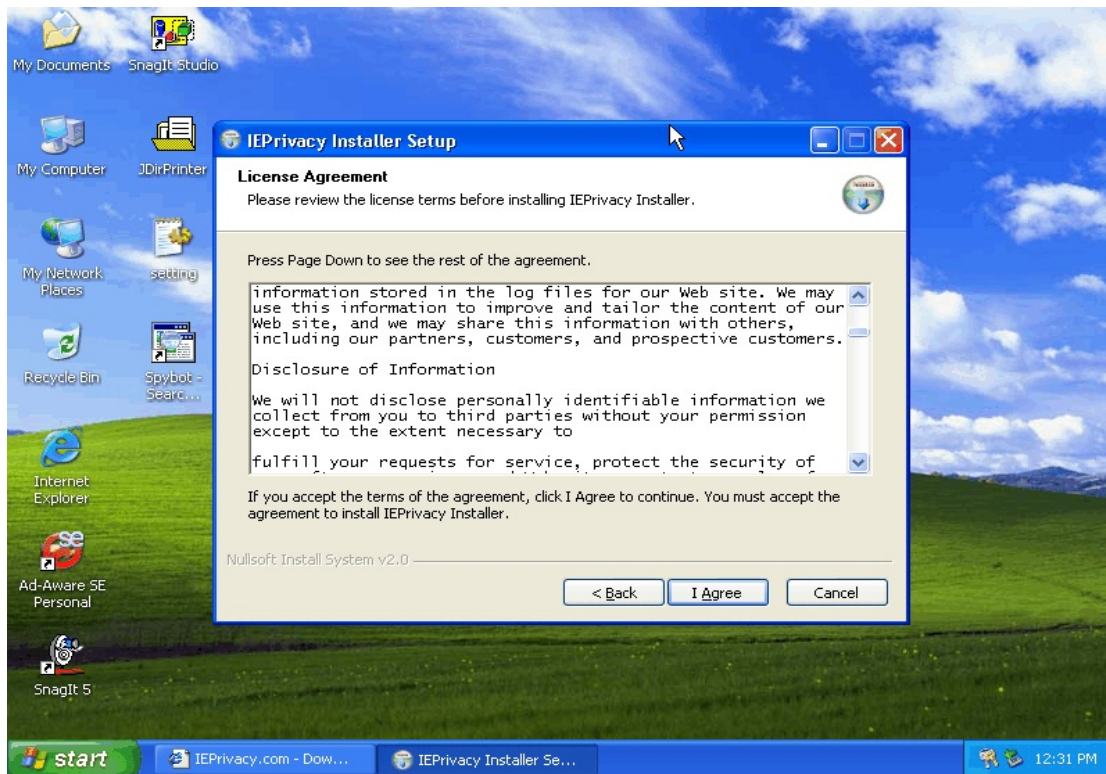 My Documents
SnagIt Studio
My Computer
JDirPrinter
My Network
Places
setting
Recycle Bin
Spybot -
Searc...
Internet
Explorer
Ad-Aware SE
Personal
SnagIt 5
IEPrivacy Installer Setup
License Agreement
Please review the license terms before installing IEPrivacy Installer.
Press Page Down to see the rest of the agreement.
information stored in the log files for our Web site. We may
use this information to improve and tailor the content of our
Web site, and we may share this information with others,
including our partners, customers, and prospective customers.
Disclosure of Information
We will not disclose personally identifiable information we
collect from you to third parties without your permission
except to the extent necessary to
fulfill your requests for service, protect the security of
If you accept the terms of the agreement, click I Agree to continue. You must accept the
agreement to install IEPrivacy Installer.
Nullsoft Install System v2.0
< Back
I Agree
Cancel
start
IEPrivacy.com - Dow...
IEPrivacy Installer Se...
12:31 PM